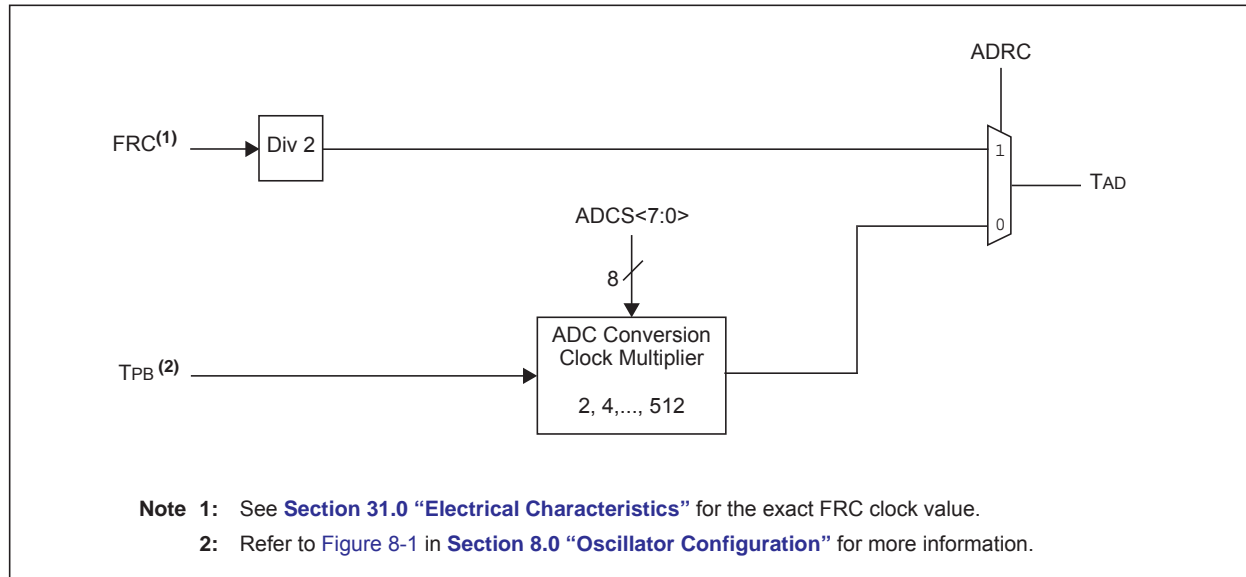 ADRC
FRC(1)
Div 2
1
TAD
ADCS<7:0>
0
8
ADC Conversion
Clock Multiplier
2, 4,..., 512
TPB (2)
Note 1: See Section 31.0 “Electrical Characteristics” for the exact FRC clock value.
2: Refer to Figure 8-1 in Section 8.0 “Oscillator Configuration” for more information.